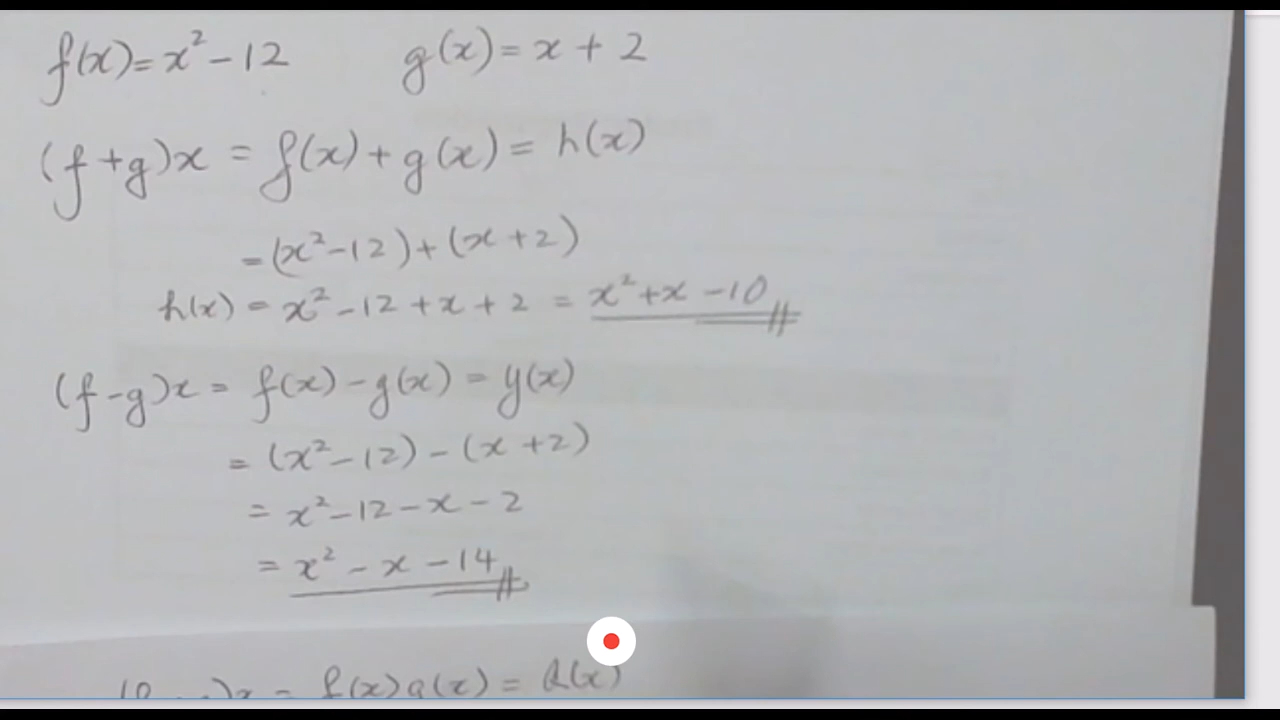 f(x) = x² - 12 g(x) = x + 2
(f + g)x = f(x) + g(x) = h(x)
= (x² - 12) + (x + 2)
h(x) = x² - 12 + x + 2 = x² + x - 10
(f - g)x = f(x) - g(x) = y(x)
= (x² - 12) - (x + 2)
= x² - 12 - x - 2
= x² - x - 14
)x = f(x) g(x) =